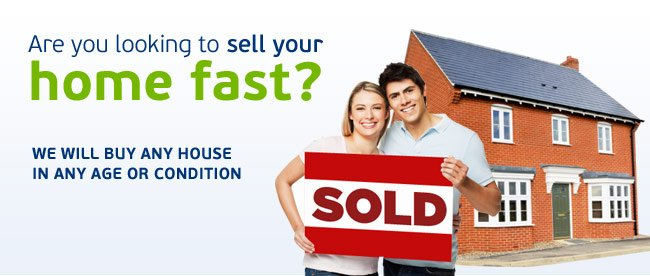 Are you looking to sell your
home fast?
WE WILL BUY ANY HOUSE
IN ANY AGE OR CONDITION
SOLD